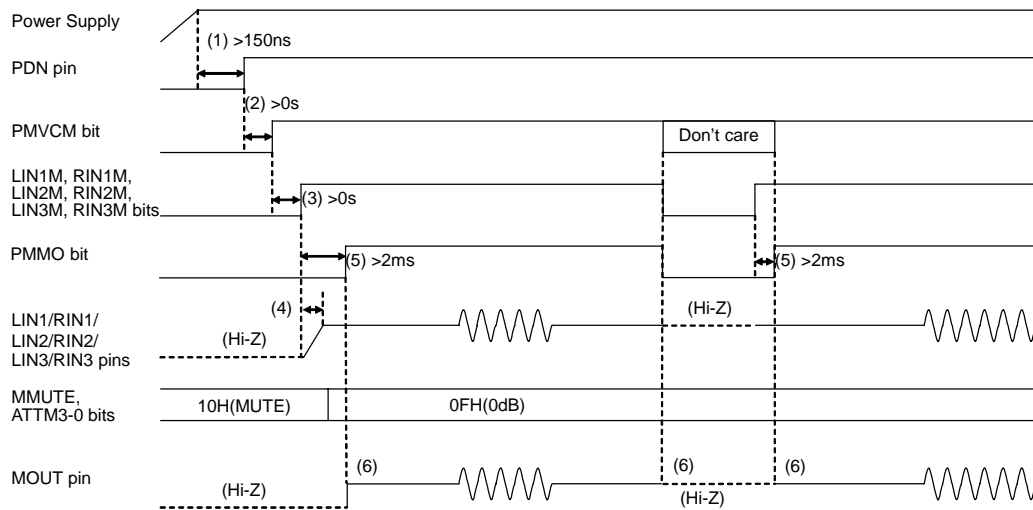 Power Supply
(1) >150ns
PDN pin
(2) >0s
PMVCM bit
Don't care
LIN1M, RIN1M,
LIN2M, RIN2M,
LIN3M, RIN3M bits
(3) >0s
PMMO bit
(5) >2ms
(5) >2ms
(4)
LIN1/RIN1/
LIN2/RIN2/
LIN3/RIN3 pins
(Hi-Z)
(Hi-Z)
MMUTE,
ATTM3-0 bits
10H(MUTE)
0FH(0dB)
MOUT pin
(Hi-Z)
(6)
(6)
(6)
(Hi-Z)